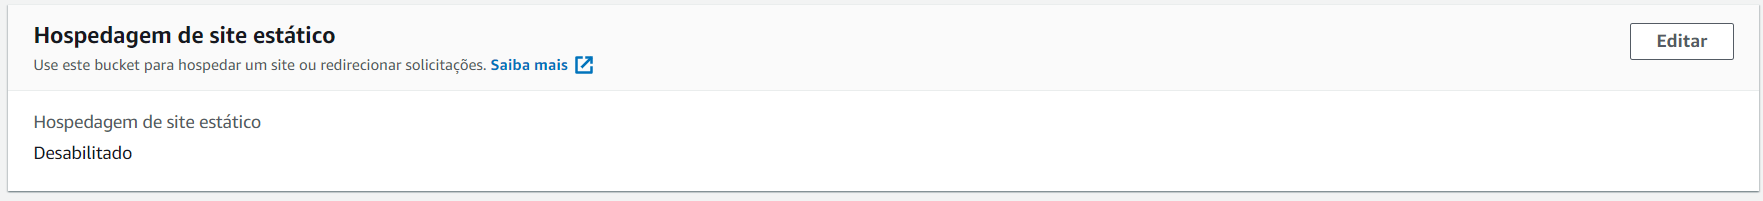 Hospedagem de site estático
Editar
Use este bucket para hospedar um site ou redirecionar solicitações. Saiba mais
Hospedagem de site estático
Desabilitado